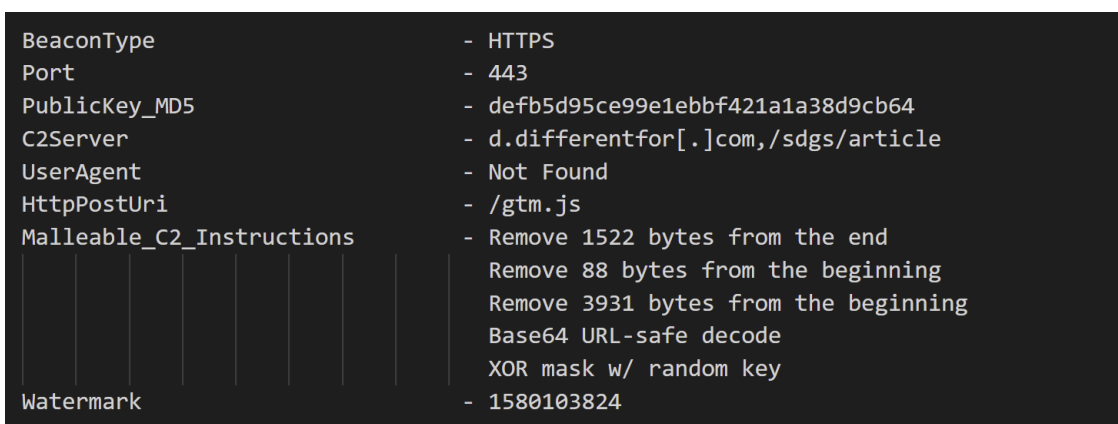 BeaconType - HTTPS
Port - 443
PublicKey_MD5 - defb5d95ce99e1ebbf421a1a38d9cb64
C2Server - d.differentfor[.]com,/sdgs/article
UserAgent - Not Found
HttpPostUri - /gtm.js
Malleable_C2_Instructions - Remove 1522 bytes from the end
Remove 88 bytes from the beginning
Remove 3931 bytes from the beginning
Base64 URL-safe decode
XOR mask w/ random key
Watermark - 1580103824